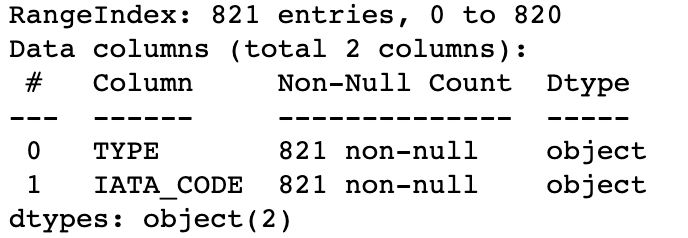 RangeIndex: 821 entries, 0 to 820
Data columns (total 2 columns):
 #   Column     Non-Null Count  Dtype
---  ------     --------------  -----
 0   TYPE       821 non-null    object
 1   IATA_CODE  821 non-null    object
dtypes: object(2)